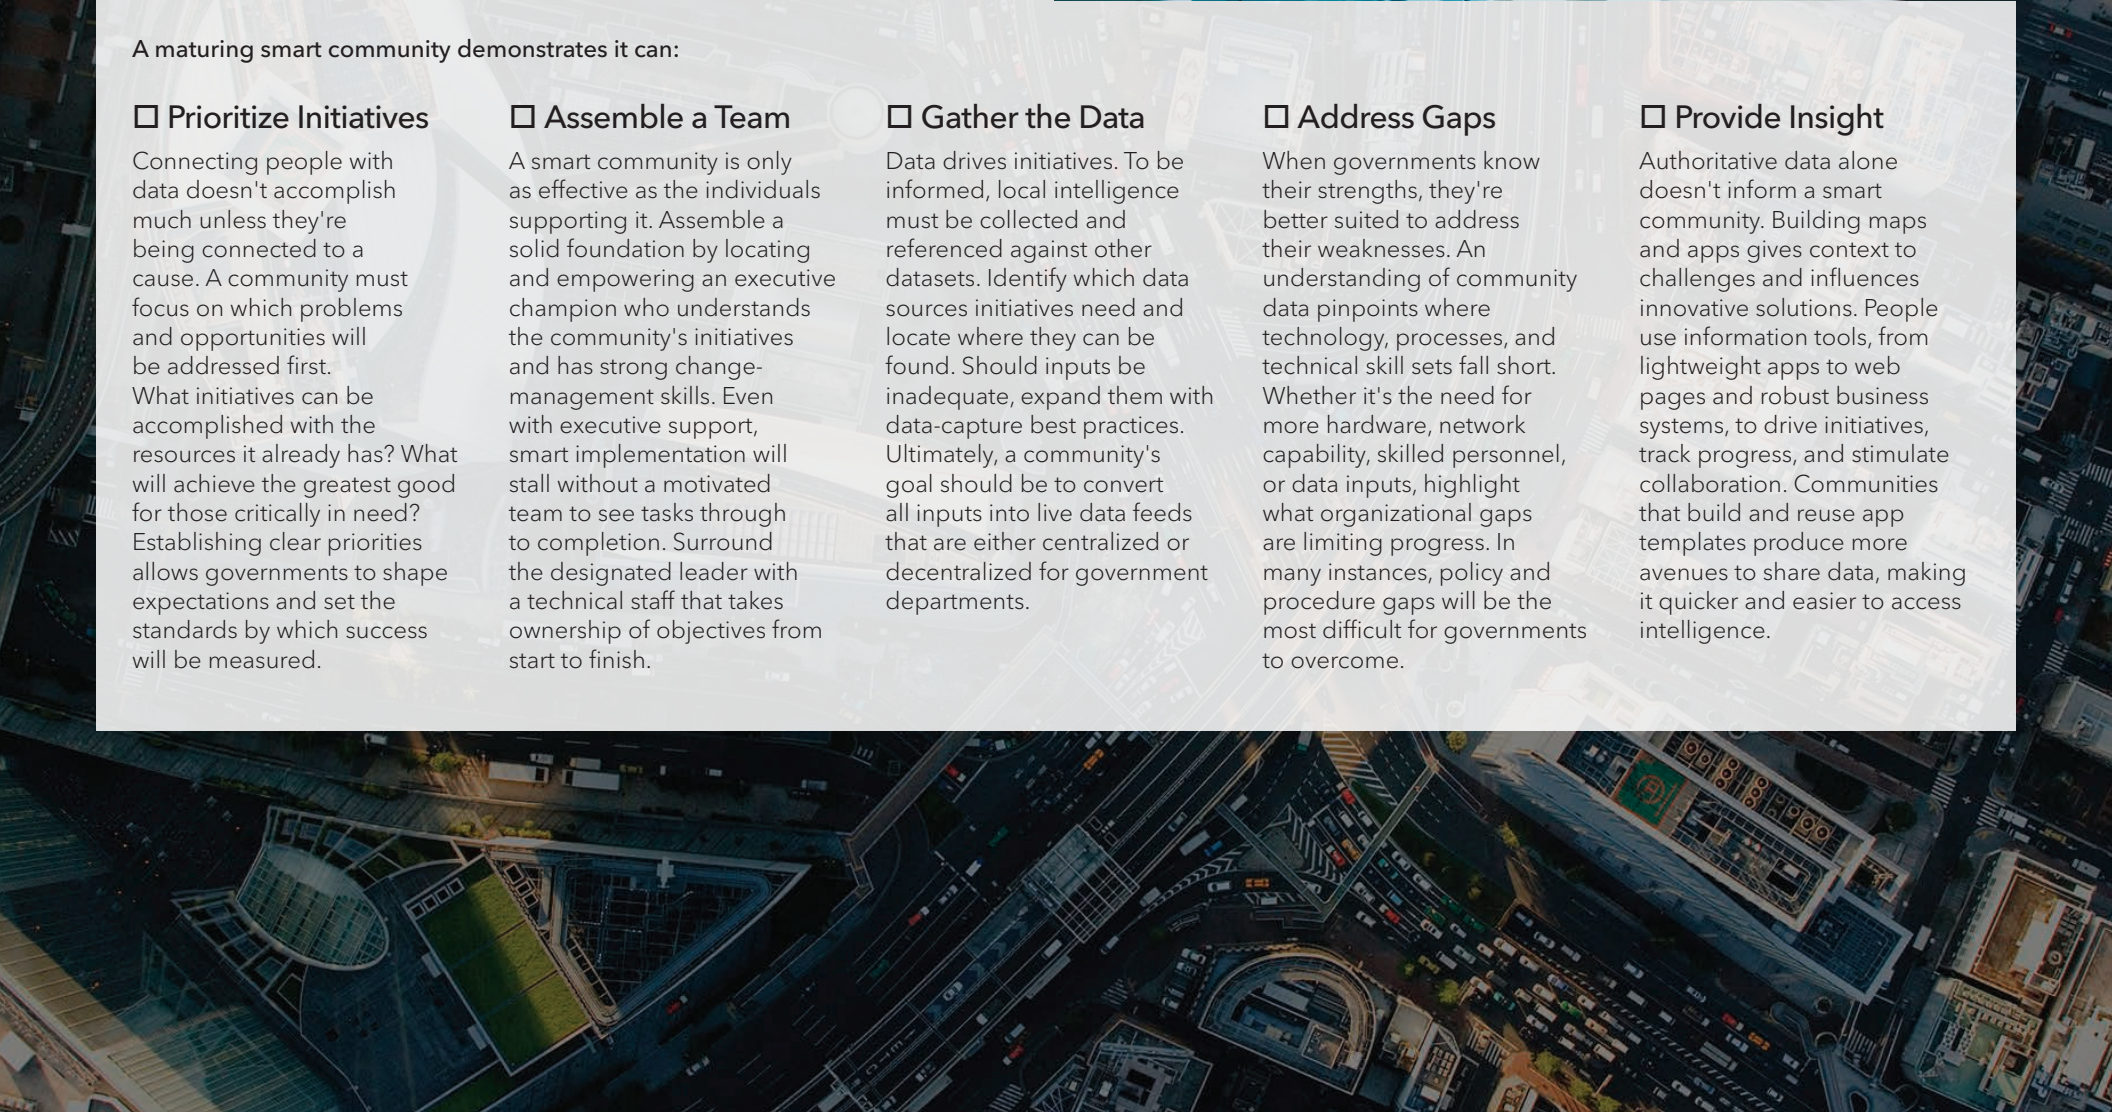 A maturing smart community demonstrates it can:
☐ Prioritize Initiatives
Connecting people with
data doesn't accomplish
much unless they're
being connected to a
cause. A community must
focus on which problems
and opportunities will
be addressed first.
What initiatives can be
accomplished with the
resources it already has? What
will achieve the greatest good
for those critically in need?
Establishing clear priorities
allows governments to shape
expectations and set the
standards by which success
will be measured.
☐ Assemble a Team
A smart community is only
as effective as the individuals
supporting it. Assemble a
solid foundation by locating
and empowering an executive
champion who understands
the community's initiatives
and has strong change-
management skills. Even
with executive support,
smart implementation will
stall without a motivated
team to see tasks through
to completion. Surround
the designated leader with
a technical staff that takes
ownership of objectives from
start to finish.
☐ Gather the Data
Data drives initiatives. To be
informed, local intelligence
must be collected and
referenced against other
datasets. Identify which data
sources initiatives need and
locate where they can be
found. Should inputs be
inadequate, expand them with
data-capture best practices.
Ultimately, a community's
goal should be to convert
all inputs into live data feeds
that are either centralized or
decentralized for government
departments.
☐ Address Gaps
When governments know
their strengths, they're
better suited to address
their weaknesses. An
understanding of community
data pinpoints where
technology, processes, and
technical skill sets fall short.
Whether it's the need for
more hardware, network
capability, skilled personnel,
or data inputs, highlight
what organizational gaps
are limiting progress. In
many instances, policy and
procedure gaps will be the
most difficult for governments
to overcome.
☐ Provide Insight
Authoritative data alone
doesn't inform a smart
community. Building maps
and apps gives context to
challenges and influences
innovative solutions. People
use information tools, from
lightweight apps to web
pages and robust business
systems, to drive initiatives,
track progress, and stimulate
collaboration. Communities
that build and reuse app
templates produce more
avenues to share data, making
it quicker and easier to access
intelligence.